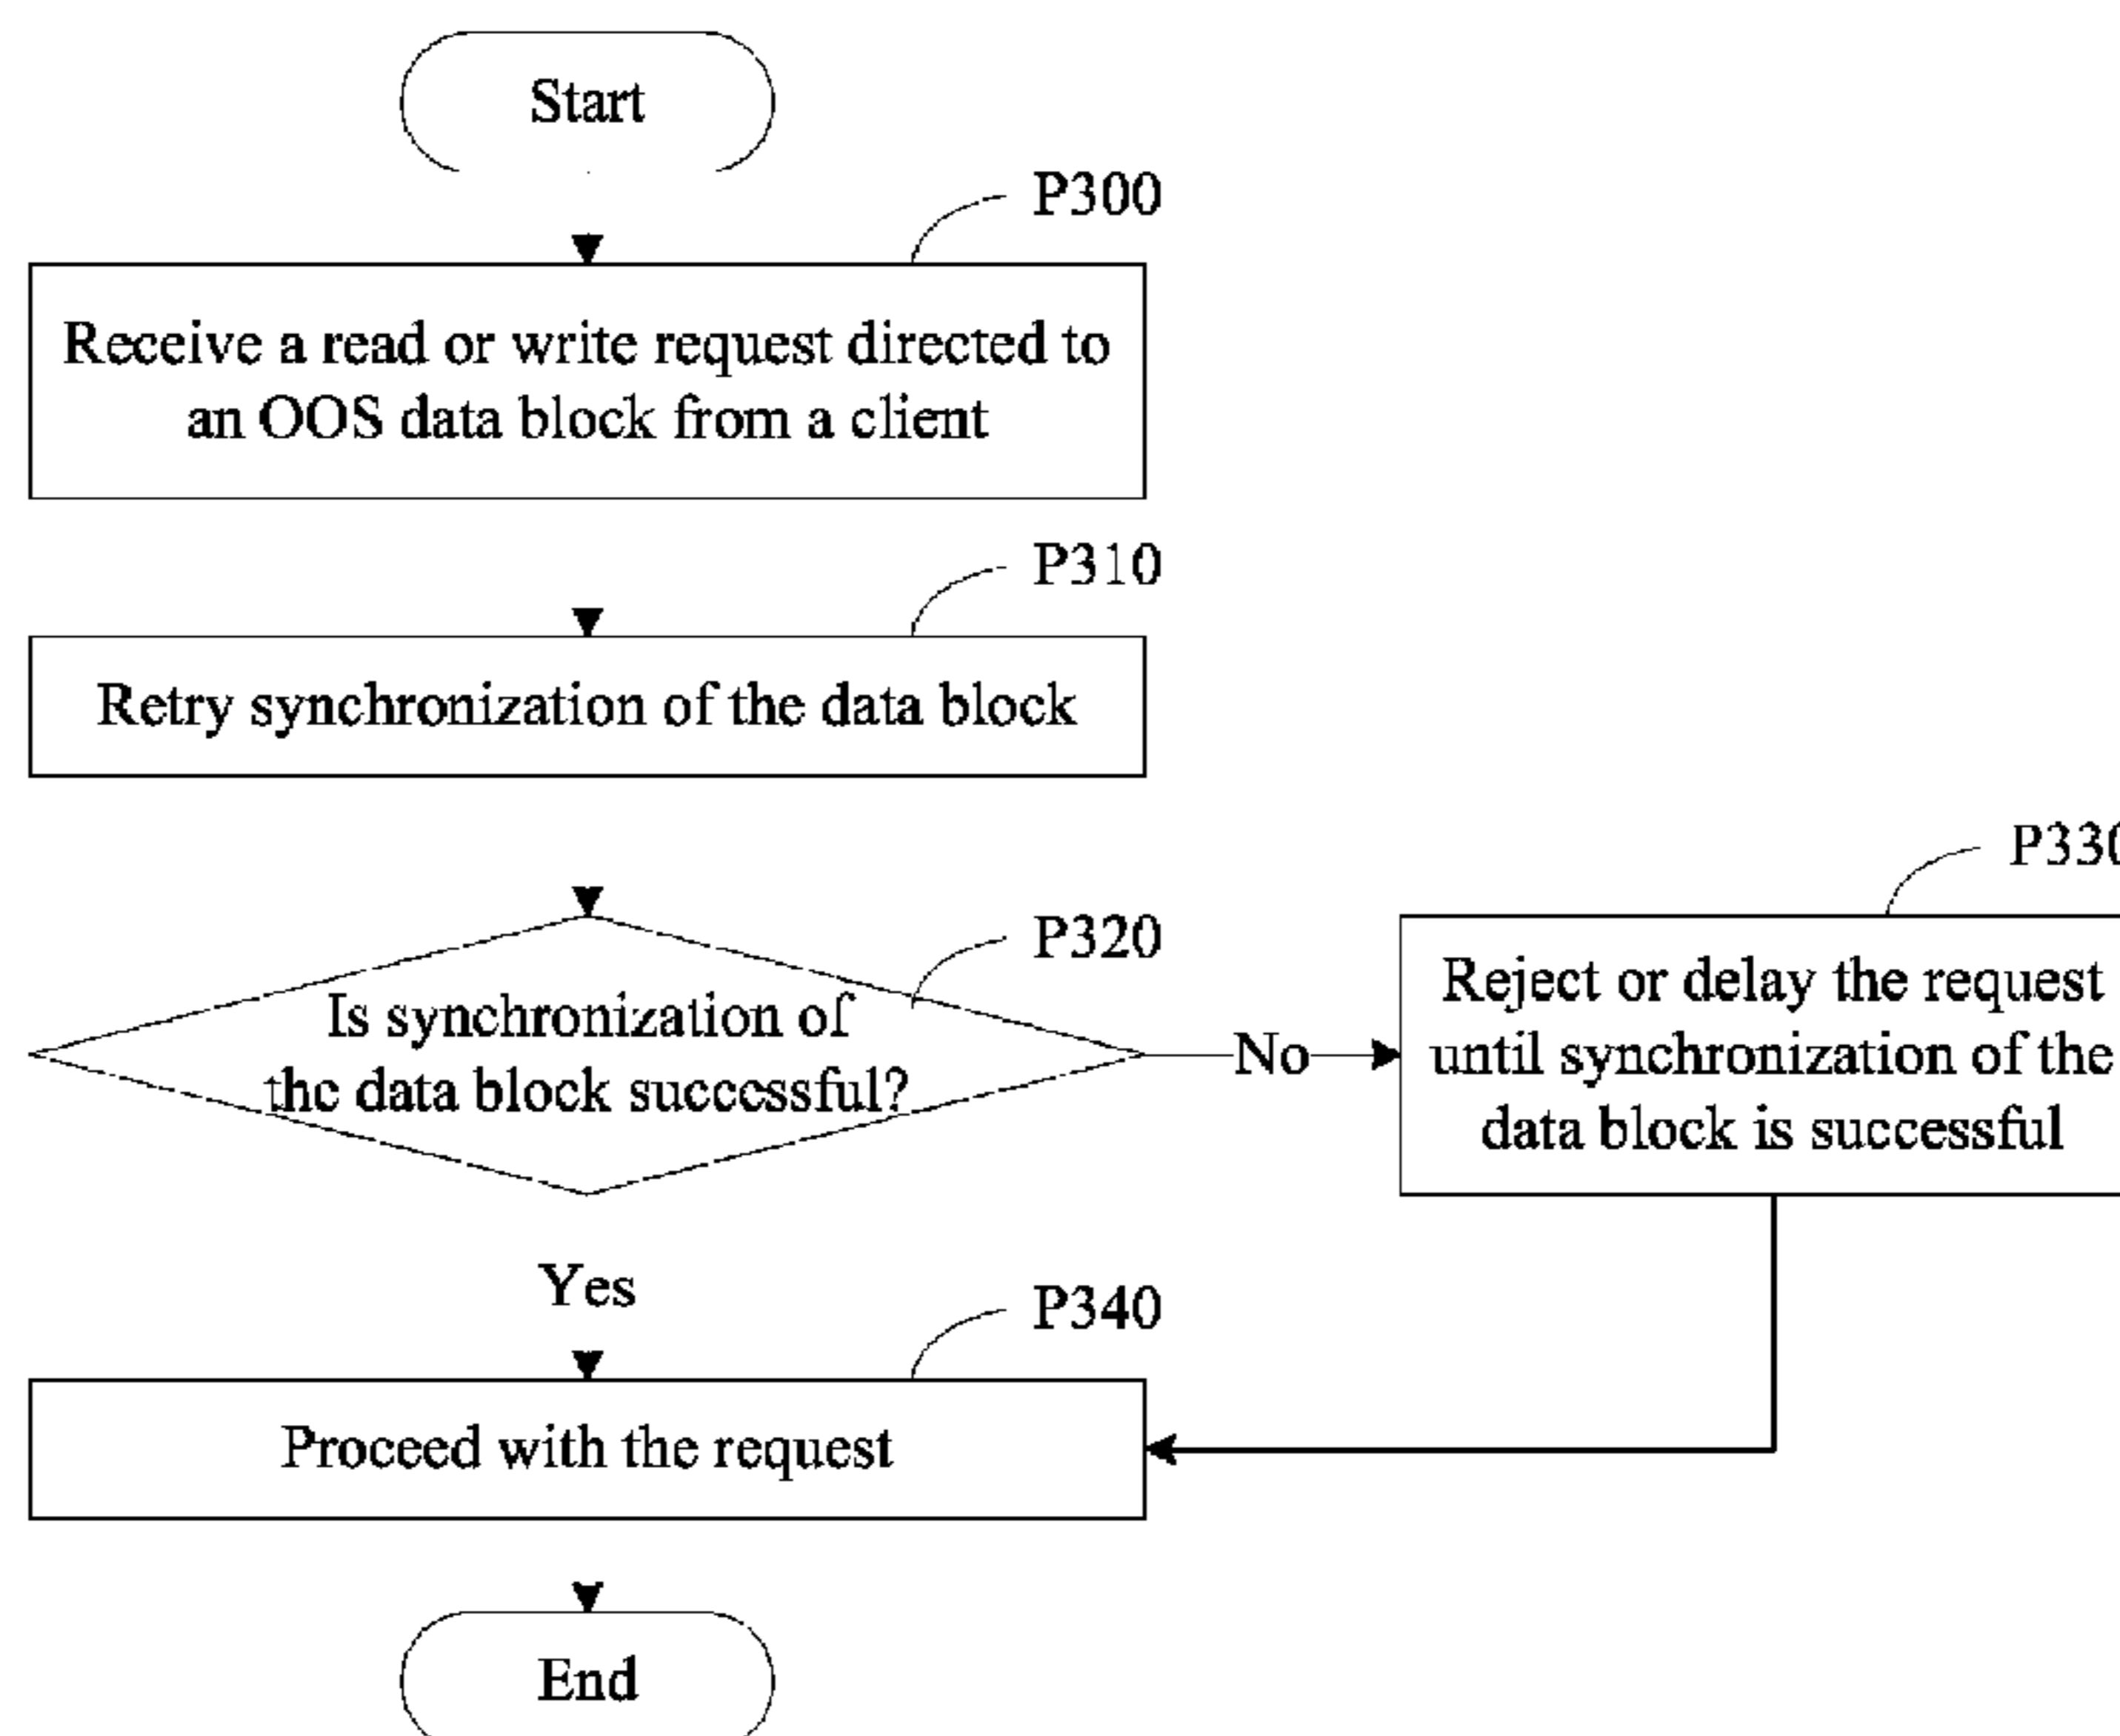 Start
P300
Receive a read or write request directed to
an OOS data block from a client
P310
Retry synchronization of the data block
P320
Is synchronization of
the data block successful?
No
P330
Reject or delay the request
until synchronization of the
data block is successful
Yes
P340
Proceed with the request
End